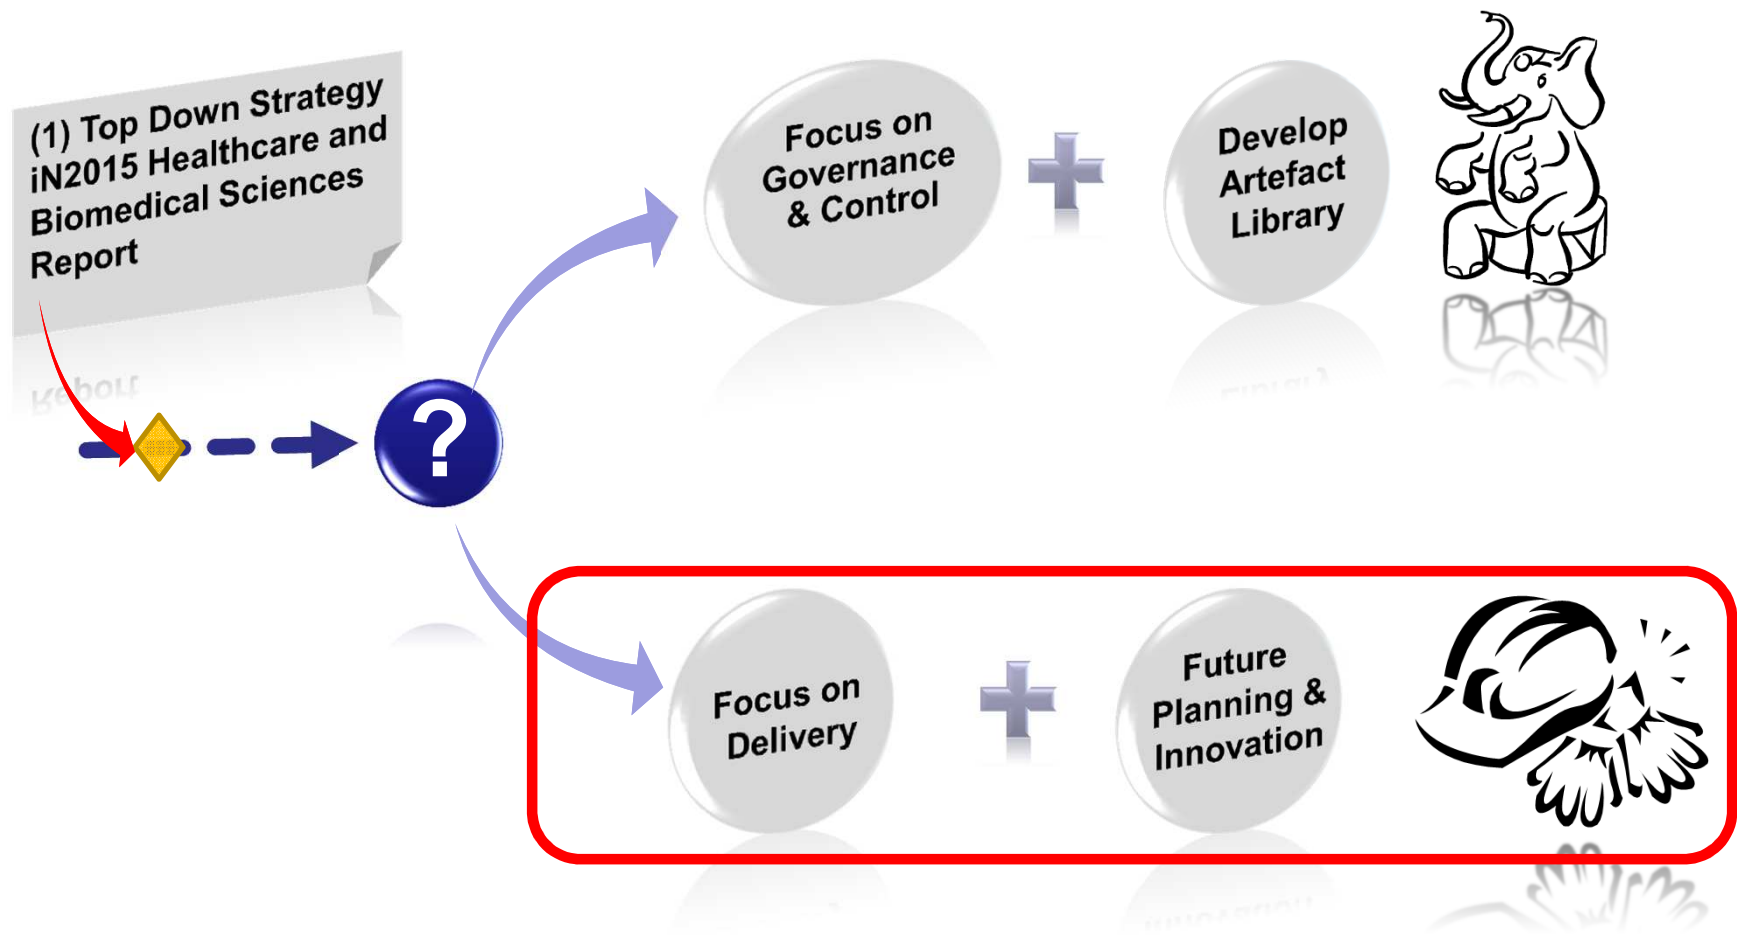 (1) Top Down Strategy
iN2015 Healthcare and
Biomedical Sciences
Report
Focus on
Governance
& Control
Develop
Artefact
Library
?
Focus on
Delivery
Future
Planning &
Innovation